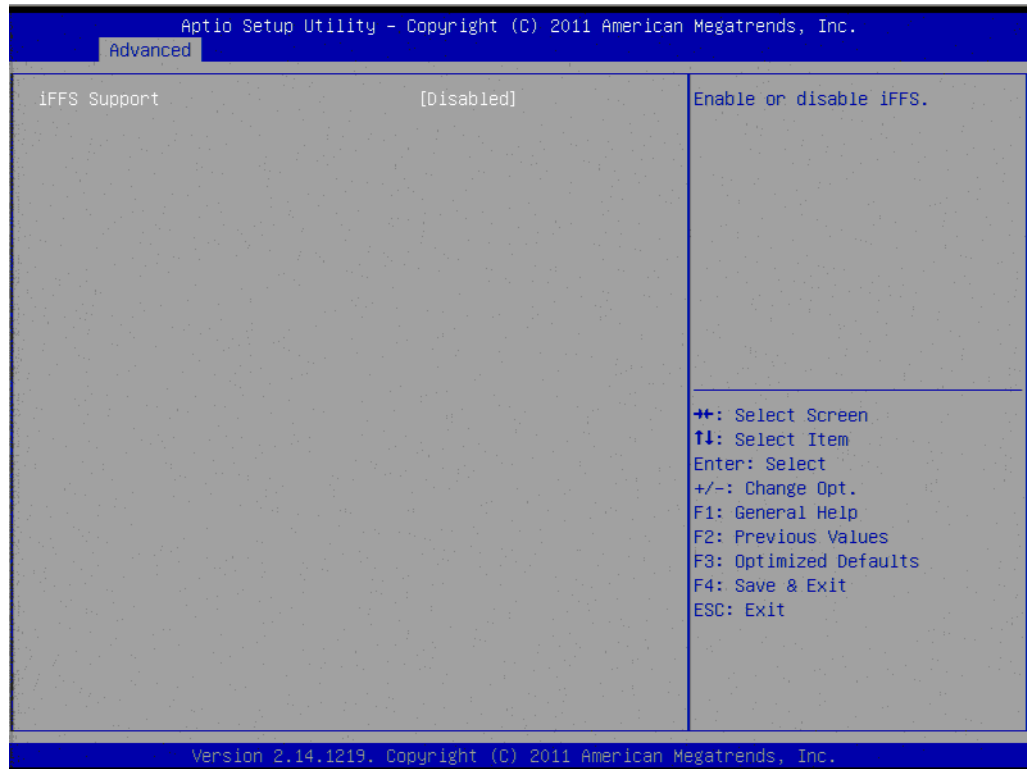 Aptio Setup Utility – Copyright (C) 2011 American Megatrends, Inc.
Advanced
iFFS Support [Disabled]
Enable or disable iFFS.
→←: Select Screen
↑↓: Select Item
Enter: Select
+/-: Change Opt.
F1: General Help
F2: Previous Values
F3: Optimized Defaults
F4: Save & Exit
ESC: Exit
Version 2.14.1219. Copyright (C) 2011 American Megatrends, Inc.